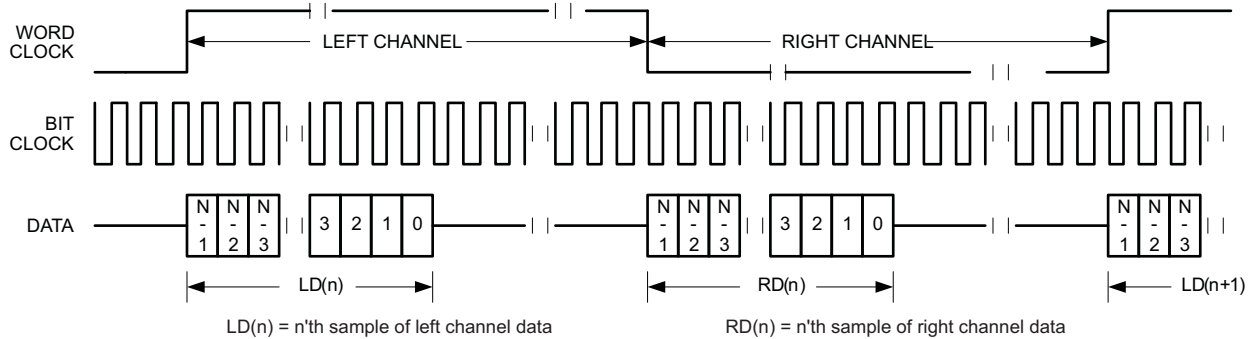 WORD
CLOCK
LEFT CHANNEL
RIGHT CHANNEL
BIT
CLOCK
DATA
N-1 N-2 N-3 3 2 1 0 N-1 N-2 N-3 3 2 1 0 N-1 N-2 N-3
LD(n)
RD(n)
LD(n+1)
LD(n) = n'th sample of left channel data
RD(n) = n'th sample of right channel data